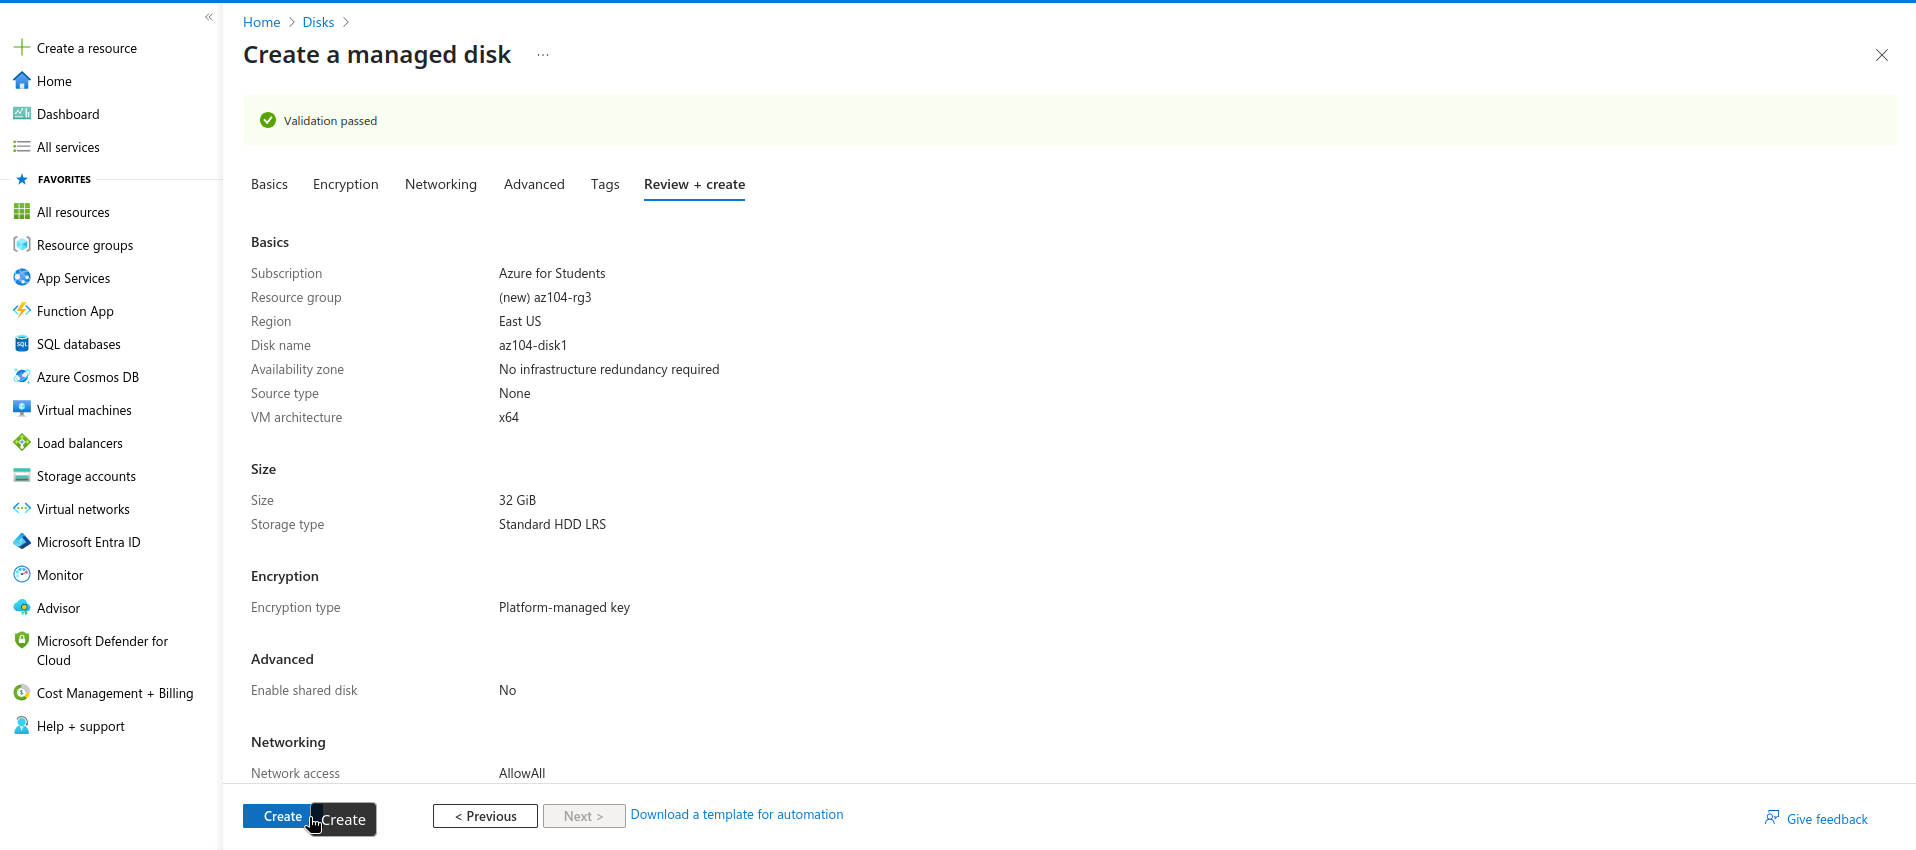 «
Create a resource
Home
Dashboard
All services
FAVORITES
All resources
Resource groups
App Services
Function App
SQL databases
Azure Cosmos DB
Virtual machines
Load balancers
Storage accounts
Virtual networks
Microsoft Entra ID
Monitor
Advisor
Microsoft Defender for
Cloud
Cost Management + Billing
Help + support
Home > Disks >
Create a managed disk ...
Validation passed
Basics Encryption Networking Advanced Tags Review + create
Basics
Subscription Azure for Students
Resource group (new) az104-rg3
Region East US
Disk name az104-disk1
Availability zone No infrastructure redundancy required
Source type None
VM architecture x64
Size
Size 32 GiB
Storage type Standard HDD LRS
Encryption
Encryption type Platform-managed key
Advanced
Enable shared disk No
Networking
Network access AllowAll
Create Create < Previous Next > Download a template for automation Give feedback